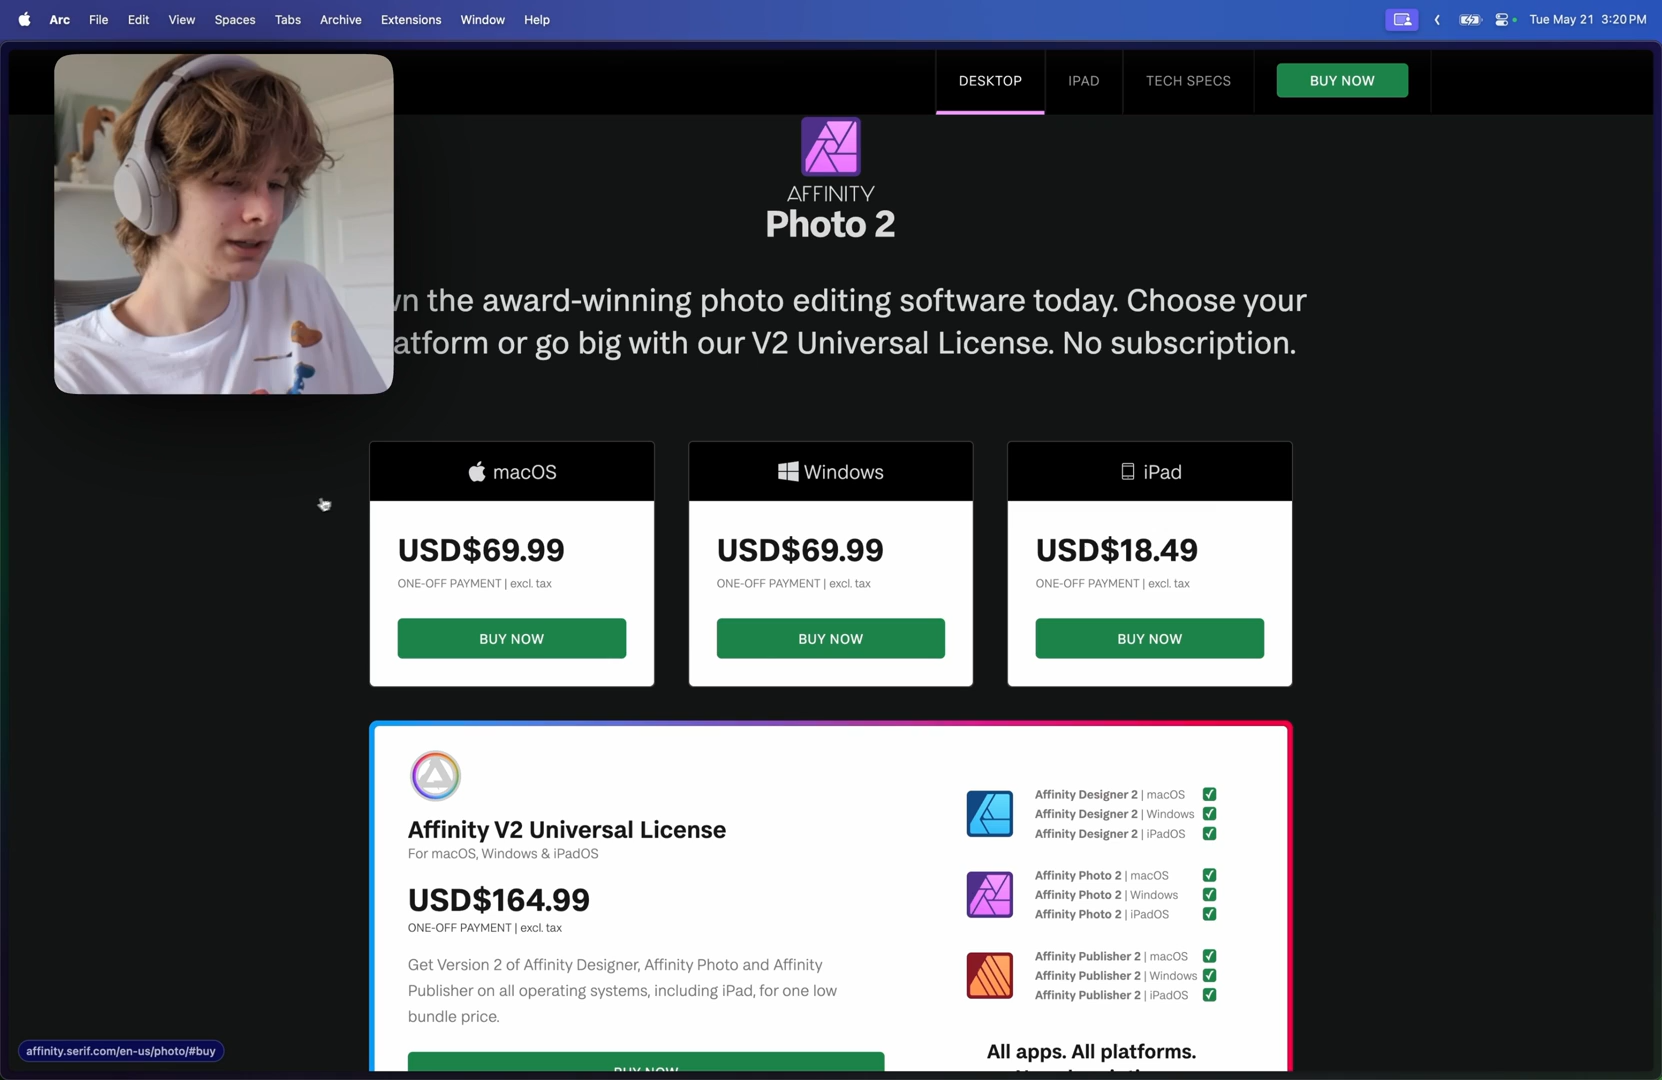 Arc File Edit View Spaces Tabs Archive Extensions Window Help Tue May 21 3:20 PM
DESKTOP IPAD TECH SPECS BUY NOW
AFFINITY
Photo 2
the award-winning photo editing software today. Choose your
or go big with our V2 Universal License. No subscription.
macOS
USD$69.99
ONE-OFF PAYMENT | excl. tax
BUY NOW
Windows
USD$69.99
ONE-OFF PAYMENT | excl. tax
BUY NOW
iPad
USD$18.49
ONE-OFF PAYMENT | excl. tax
BUY NOW
Affinity V2 Universal License
For macOS, Windows & iPadOS
USD$164.99
ONE-OFF PAYMENT | excl. tax
Get Version 2 of Affinity Designer, Affinity Photo and Affinity
Publisher on all operating systems, including iPad, for one low
bundle price.
BUY NOW
Affinity Designer 2 | macOS
Affinity Designer 2 | Windows
Affinity Designer 2 | iPadOS
Affinity Photo 2 | macOS
Affinity Photo 2 | Windows
Affinity Photo 2 | iPadOS
Affinity Publisher 2 | macOS
Affinity Publisher 2 | Windows
Affinity Publisher 2 | iPadOS
All apps. All platforms.
affinity.serif.com/en-us/photo/#buy